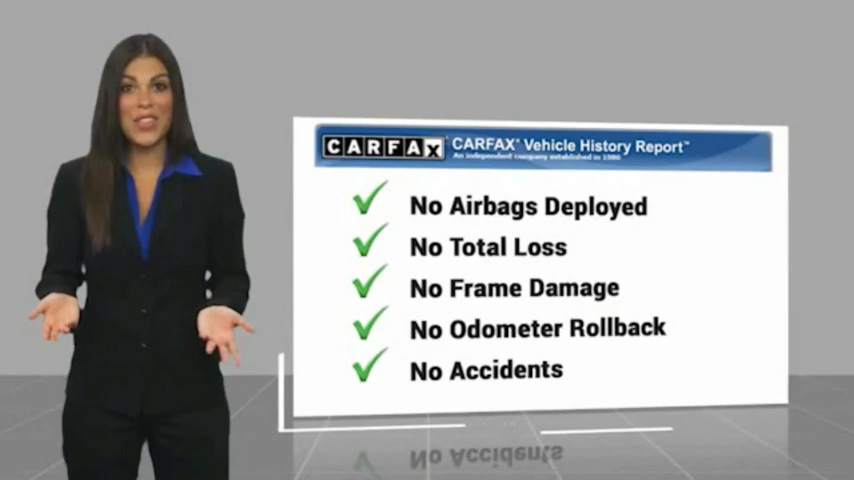 CARFAX CARFAX® Vehicle History Report™
An independent company established in 1986
No Airbags Deployed
No Total Loss
No Frame Damage
No Odometer Rollback
No Accidents
No Accidents